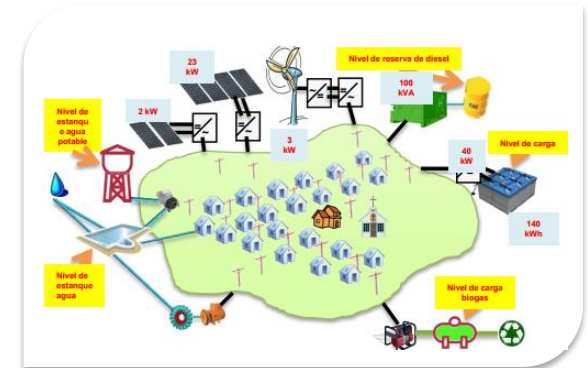 23
kW
Nivel de reserva de diesel
100
kVA
2 kW
Nivel de
estanqu
e agua
potable
3
kW
40
kW
Nivel de carga
140
kWh
Nivel de
estanque
agua
Nivel de carga
biogas